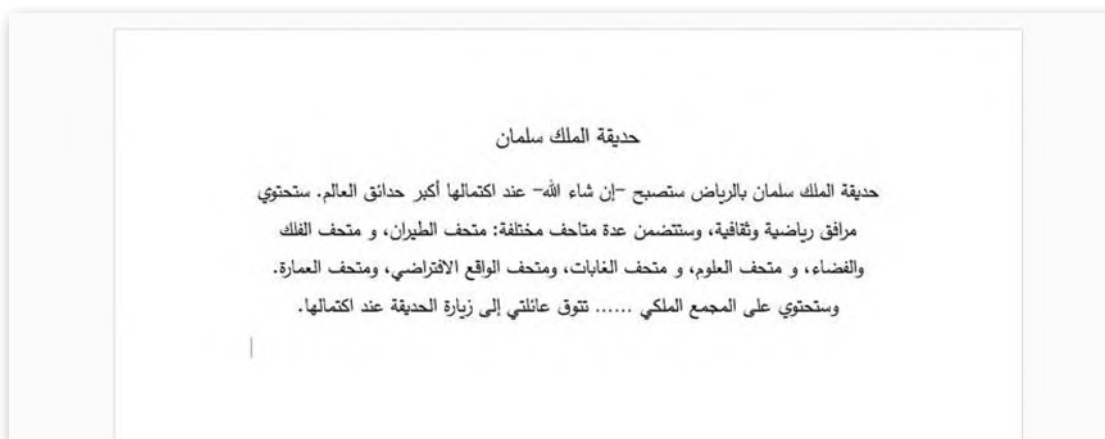 حديقة الملك سلمان
حديقة الملك سلمان بالرياض ستصبح -إن شاء الله- عند اكتمالها أكبر حدائق العالم. ستحتوي
مرافق رياضية وثقافية، وستتضمن عدة متاحف مختلفة: متحف الطيران، و متحف الفلك
والفضاء، و متحف العلوم، و متحف الغابات، ومتحف الواقع الافتراضي، ومتحف العمارة.
وستحتوي على المجمع الملكي ...... تتوق عائلتي إلى زيارة الحديقة عند اكتمالها.